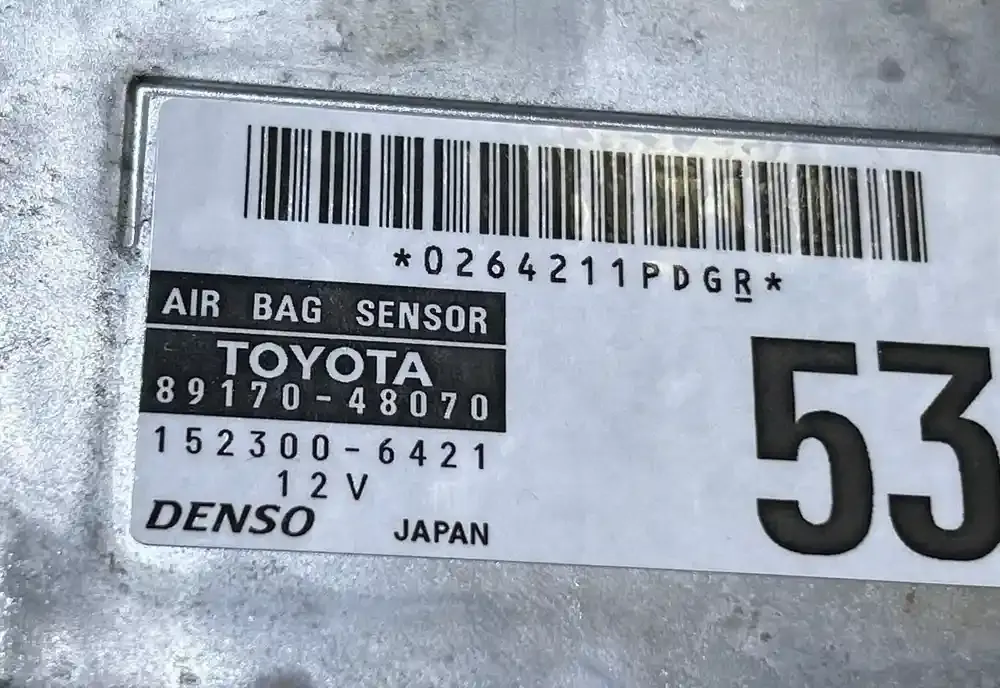 *0264211PDGR*
AIR BAG SENSOR
TOYOTA
89170-48070
152300-6421
12V
DENSO JAPAN
53